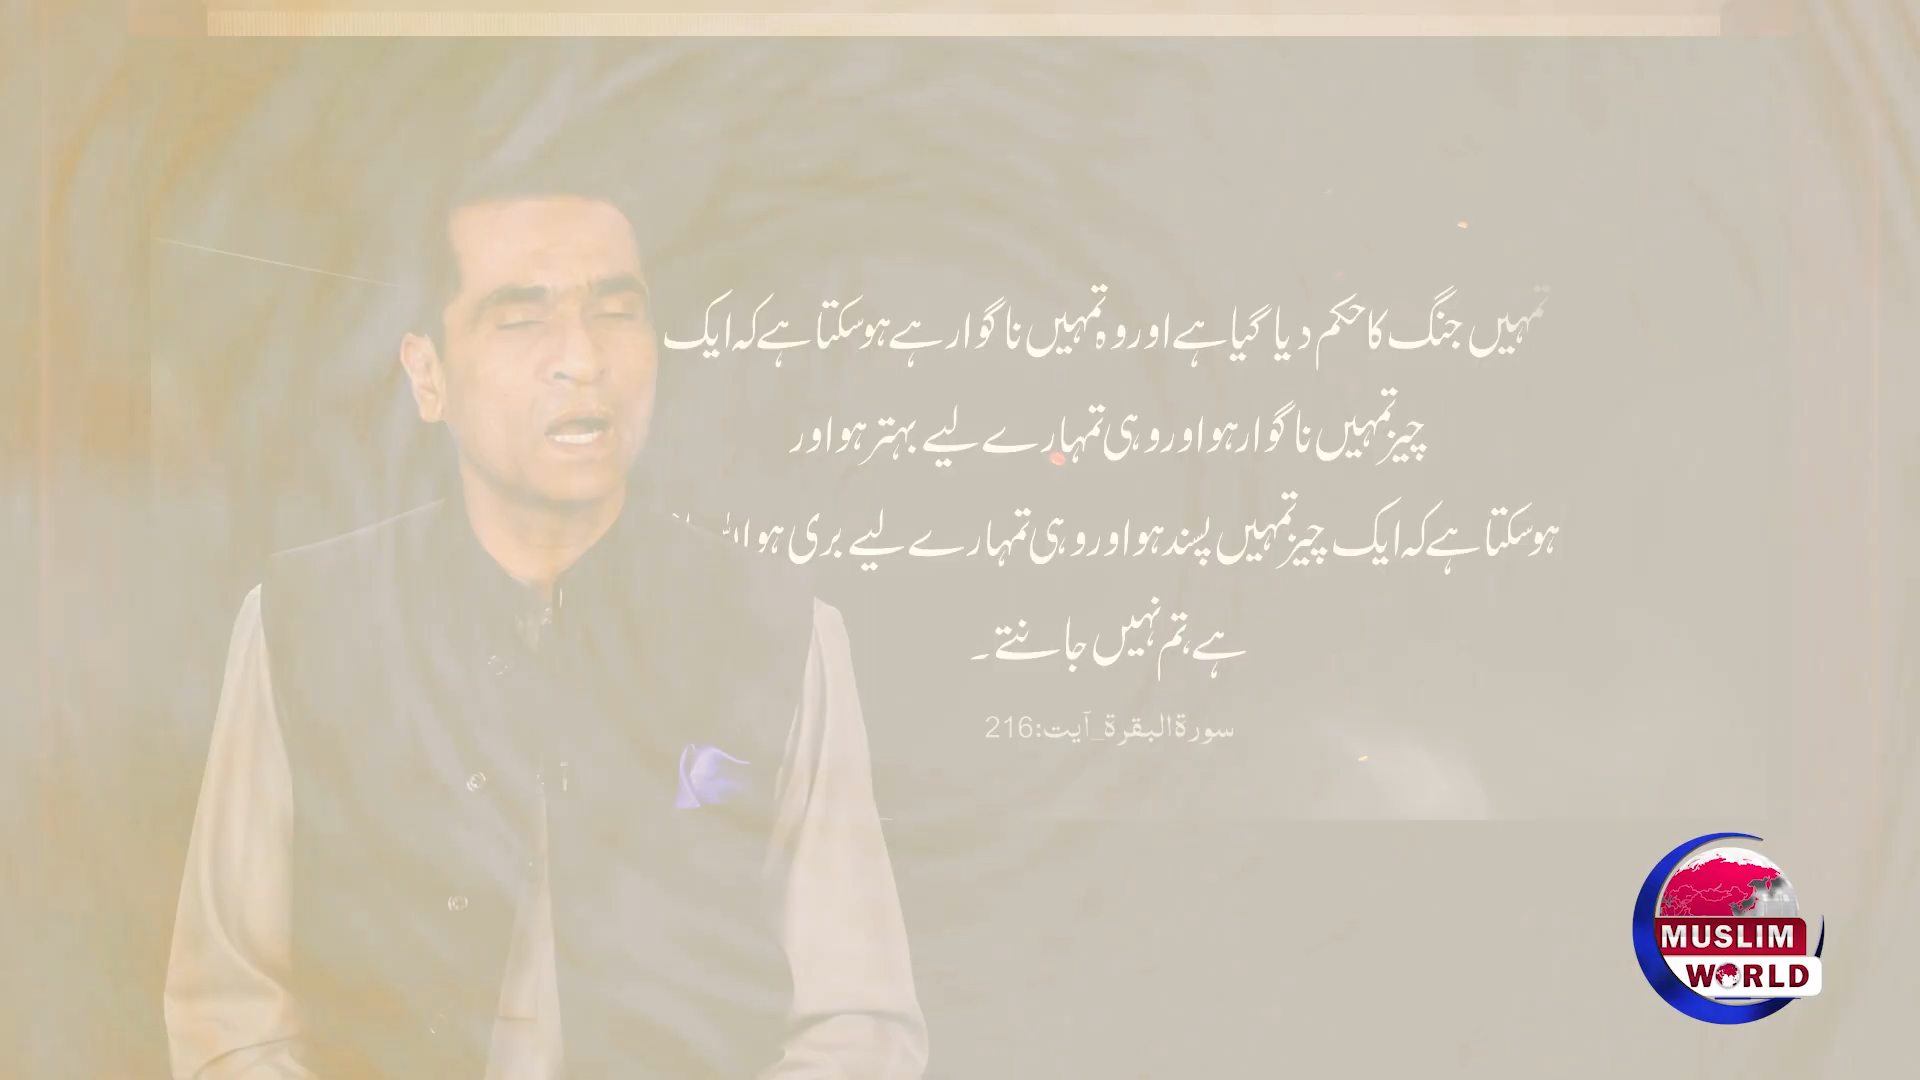 تمہیں جنگ کا حکم دیا گیا ہے اور وہ تمہیں ناگوار ہے ہوسکتا ہے کہ ایک
چیز تمہیں ناگوار ہو اور وہی تمہارے لیے بہتر ہو اور
ہوسکتا ہے کہ ایک چیز تمہیں پسند ہو اور وہی تمہارے لیے بری ہو
ہے، تم نہیں جانتے۔
سورۃالبقرۃ_آیت:216
MUSLIM
WORLD